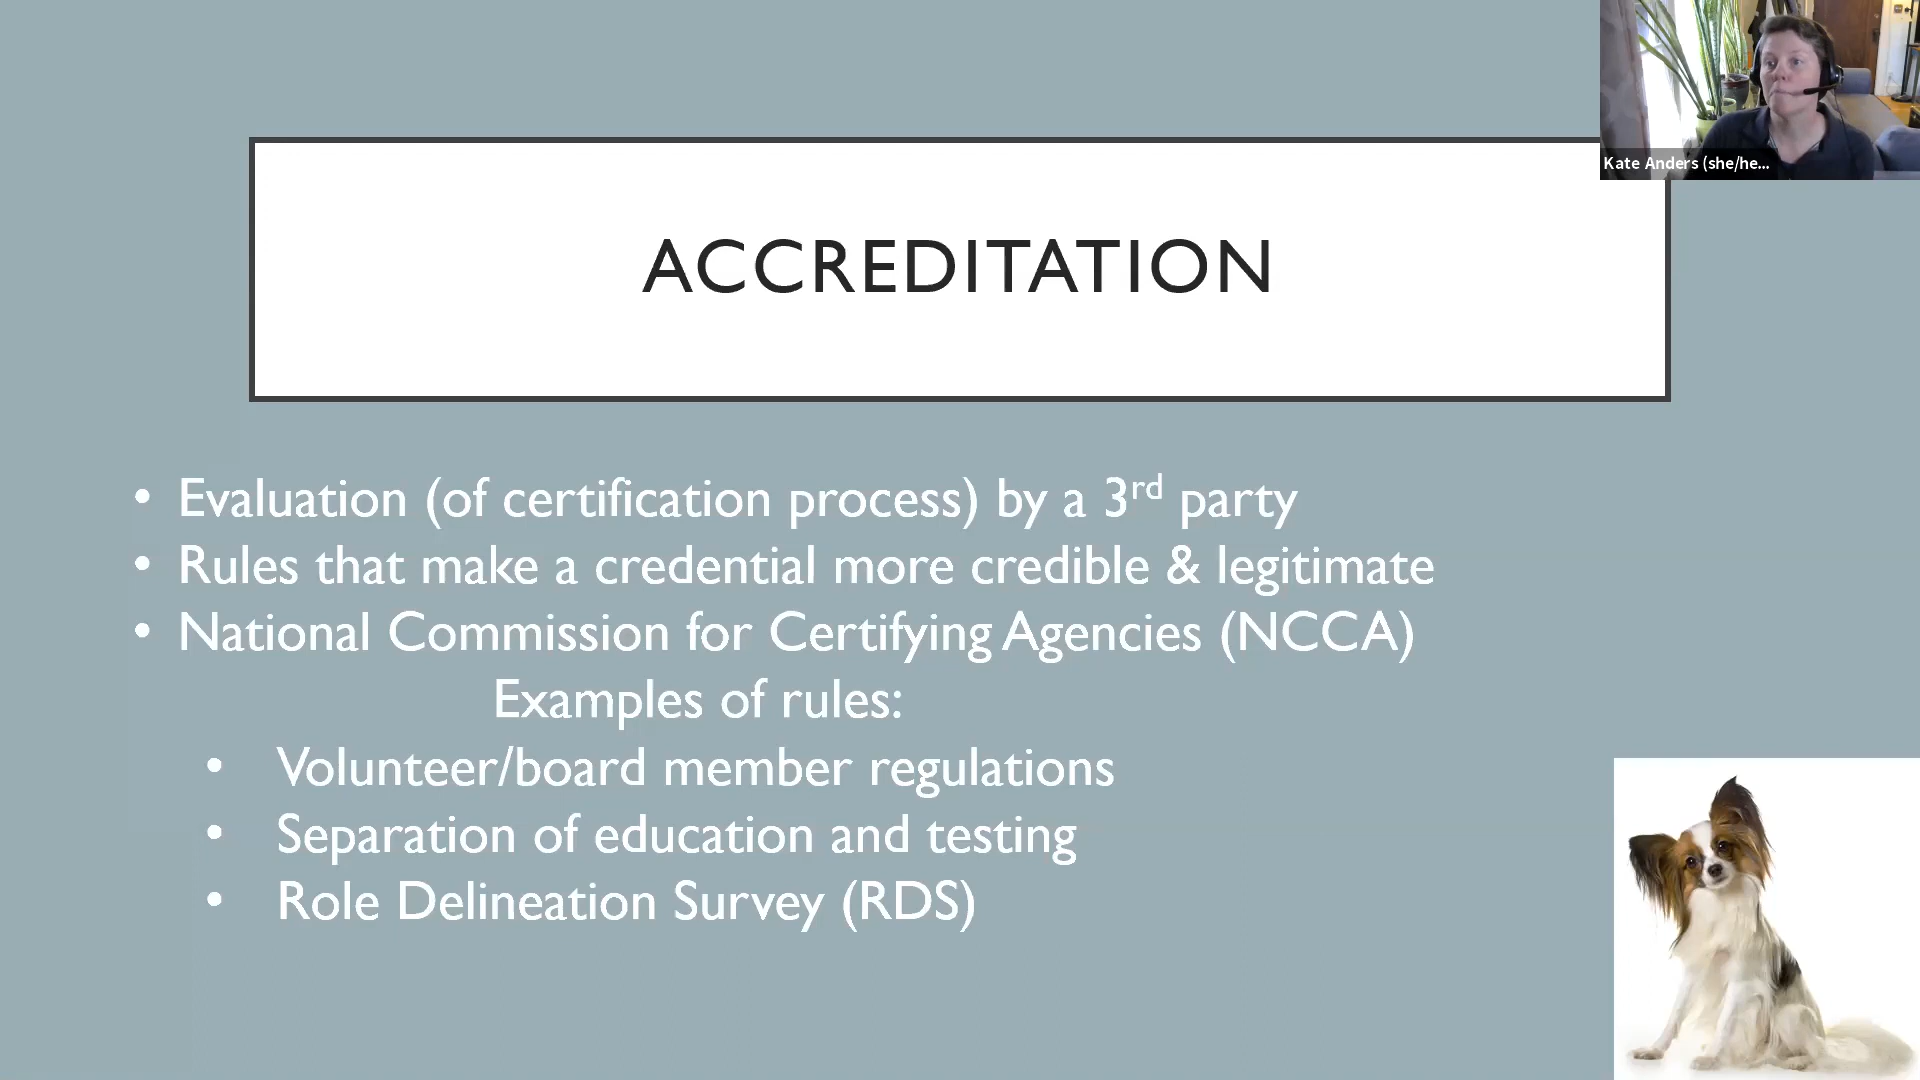 Kate Anders (she/he...
ACCREDITATION
• Evaluation (of certification process) by a 3rd party
• Rules that make a credential more credible & legitimate
• National Commission for Certifying Agencies (NCCA)
Examples of rules:
• Volunteer/board member regulations
• Separation of education and testing
• Role Delineation Survey (RDS)